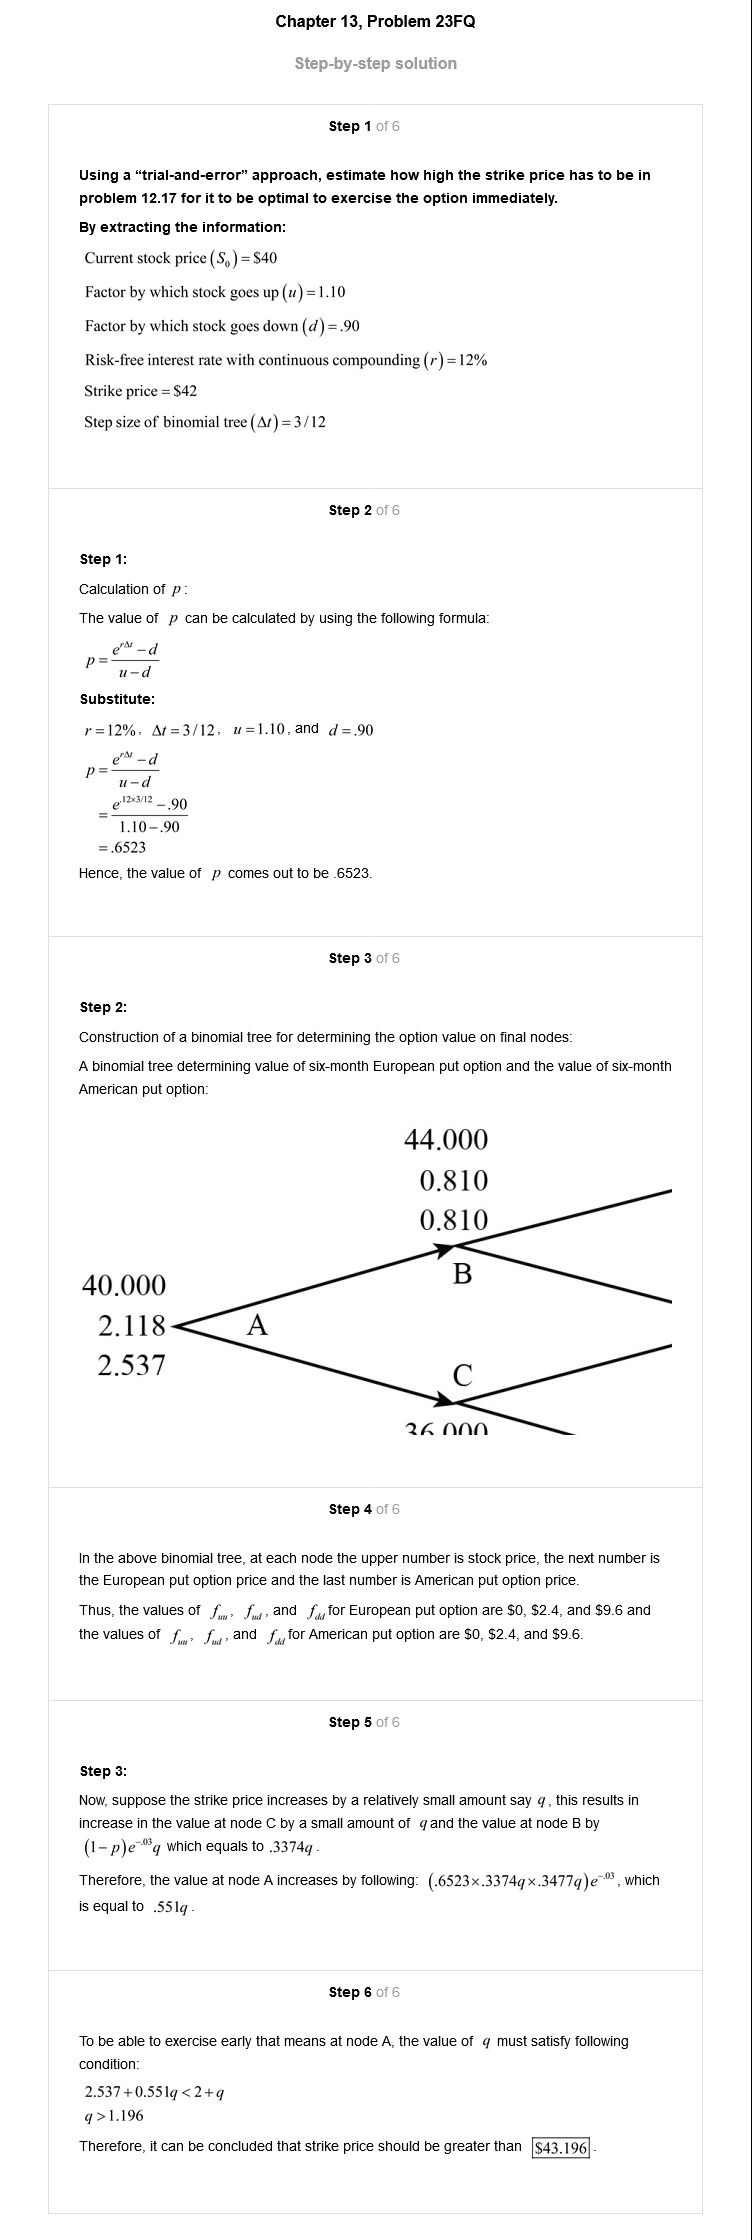 Chapter 13, Problem 23FQ
Step-by-step solution
Step 1 of 6
Using a “trial-and-error” approach, estimate how high the strike price has to be in
problem 12.17 for it to be optimal to exercise the option immediately.
By extracting the information:
Current stock price (S₀) = $40
Factor by which stock goes up (u) = 1.10
Factor by which stock goes down (d) = .90
Risk-free interest rate with continuous compounding (r) = 12%
Strike price = $42
Step size of binomial tree (Δt) = 3/12
Step 2 of 6
Step 1:
Calculation of p :
The value of p can be calculated by using the following formula:
p = (e^{rΔt} − d) / (u − d)
Substitute:
r = 12%, Δt = 3/12, u = 1.10, and d = .90
p = (e^{rΔt} − d) / (u − d)
= (e^{.12×3/12} − .90) / (1.10 − .90)
= .6523
Hence, the value of p comes out to be .6523.
Step 3 of 6
Step 2:
Construction of a binomial tree for determining the option value on final nodes:
A binomial tree determining value of six-month European put option and the value of six-month
American put option:
44.000
0.810
0.810
B
40.000
2.118
A
2.537
C
36.000
Step 4 of 6
In the above binomial tree, at each node the upper number is stock price, the next number is
the European put option price and the last number is American put option price.
Thus, the values of f_{uu}, f_{ud}, and f_{dd} for European put option are $0, $2.4, and $9.6 and
the values of f_{uu}, f_{ud}, and f_{dd} for American put option are $0, $2.4, and $9.6.
Step 5 of 6
Step 3:
Now, suppose the strike price increases by a relatively small amount say q, this results in
increase in the value at node C by a small amount of q and the value at node B by
(1 − p)e^{−.03}q which equals to .3374q .
Therefore, the value at node A increases by following: (.6523×.3374q×.3477q)e^{−.03}, which
is equal to .551q .
Step 6 of 6
To be able to exercise early that means at node A, the value of q must satisfy following
condition:
2.537 + 0.551q < 2 + q
q > 1.196
Therefore, it can be concluded that strike price should be greater than $43.196 .